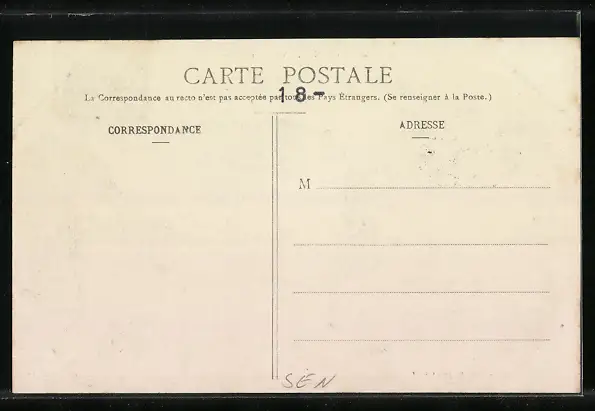 CARTE POSTALE
La Correspondance au recto n'est pas acceptée par tous les Pays Étrangers. (Se renseigner à la Poste.)
18-
CORRESPONDANCE
ADRESSE
M
SEN